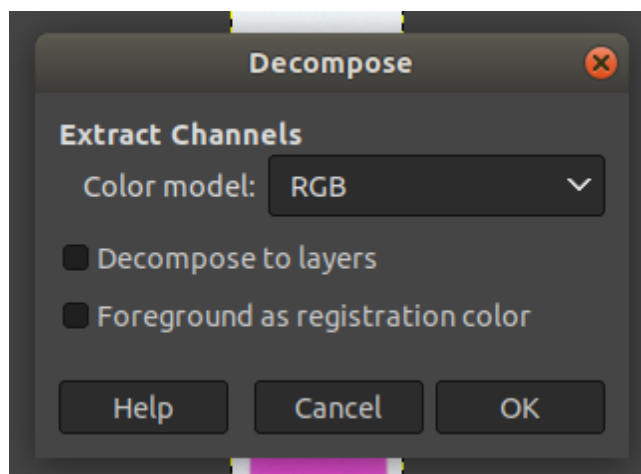 Decompose
Extract Channels
Color model: RGB
Decompose to layers
Foreground as registration color
Help Cancel OK